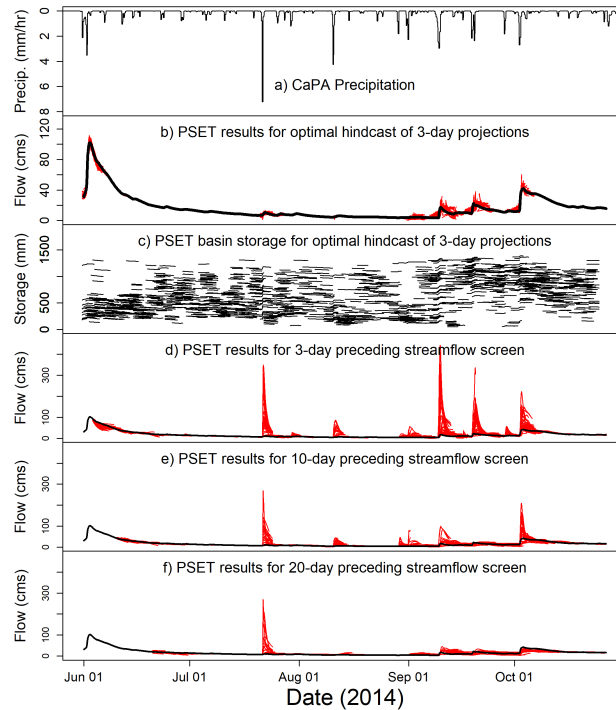 Precip. (mm/hr)
0
2
4
6
8
a) CaPA Precipitation
Flow (cms)
120
80
40
0
b) PSET results for optimal hindcast of 3-day projections
Storage (mm)
1500
500
0
c) PSET basin storage for optimal hindcast of 3-day projections
Flow (cms)
300
100
0
d) PSET results for 3-day preceding streamflow screen
Flow (cms)
300
100
0
e) PSET results for 10-day preceding streamflow screen
Flow (cms)
300
100
0
f) PSET results for 20-day preceding streamflow screen
Jun 01
Jul 01
Aug 01
Sep 01
Oct 01
Date (2014)